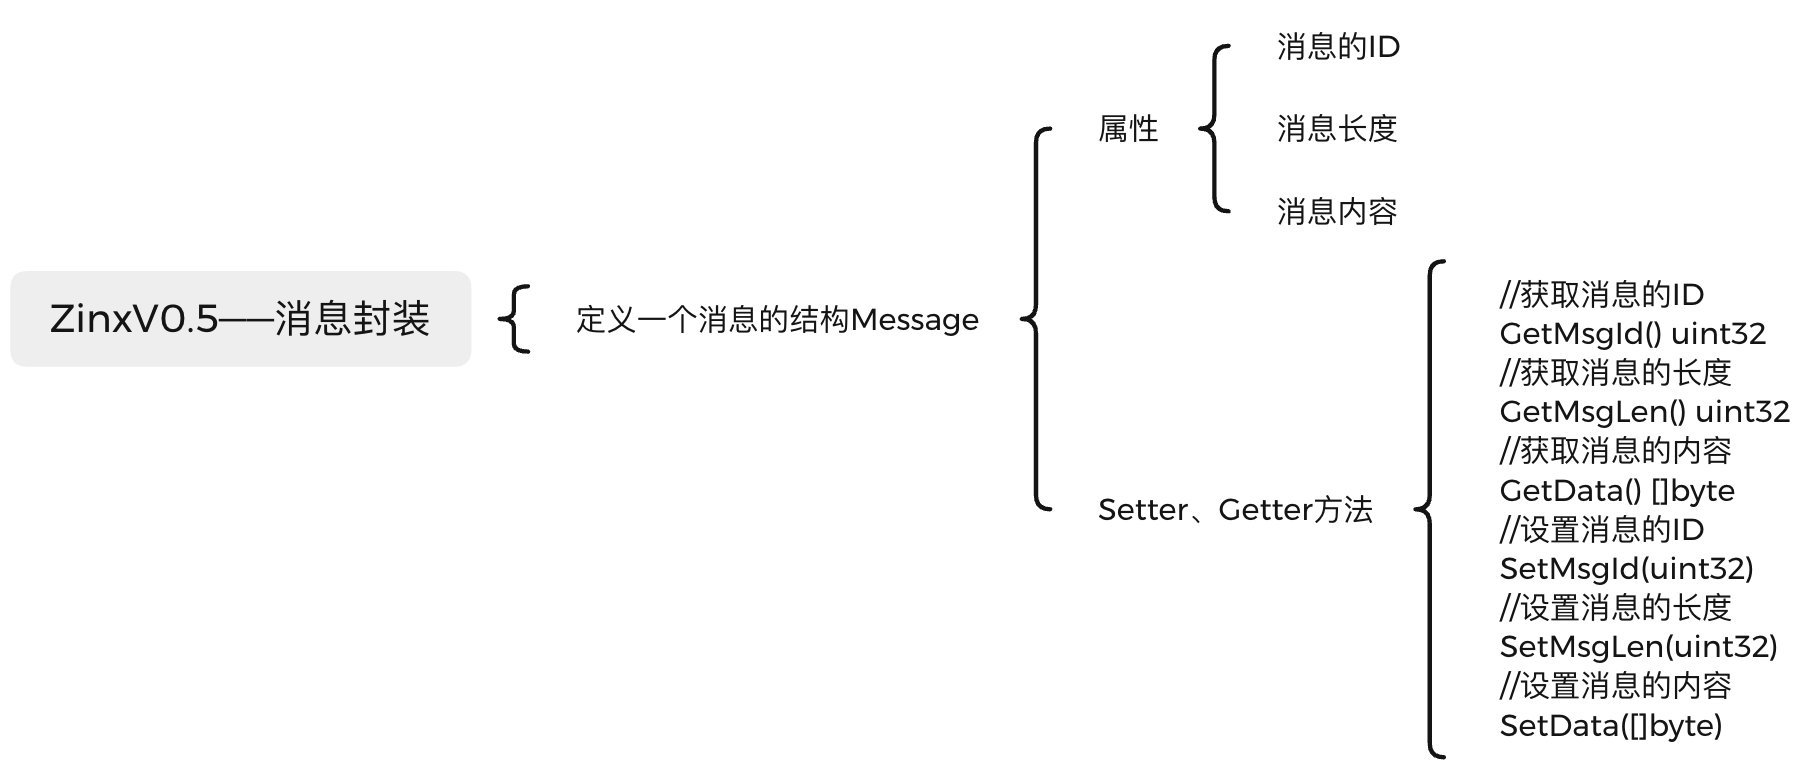 ZinxV0.5——消息封装
定义一个消息的结构Message
属性
消息的ID
消息长度
消息内容
Setter、Getter方法
//获取消息的ID
GetMsgId() uint32
//获取消息的长度
GetMsgLen() uint32
//获取消息的内容
GetData() []byte
//设置消息的ID
SetMsgId(uint32)
//设置消息的长度
SetMsgLen(uint32)
//设置消息的内容
SetData([]byte)